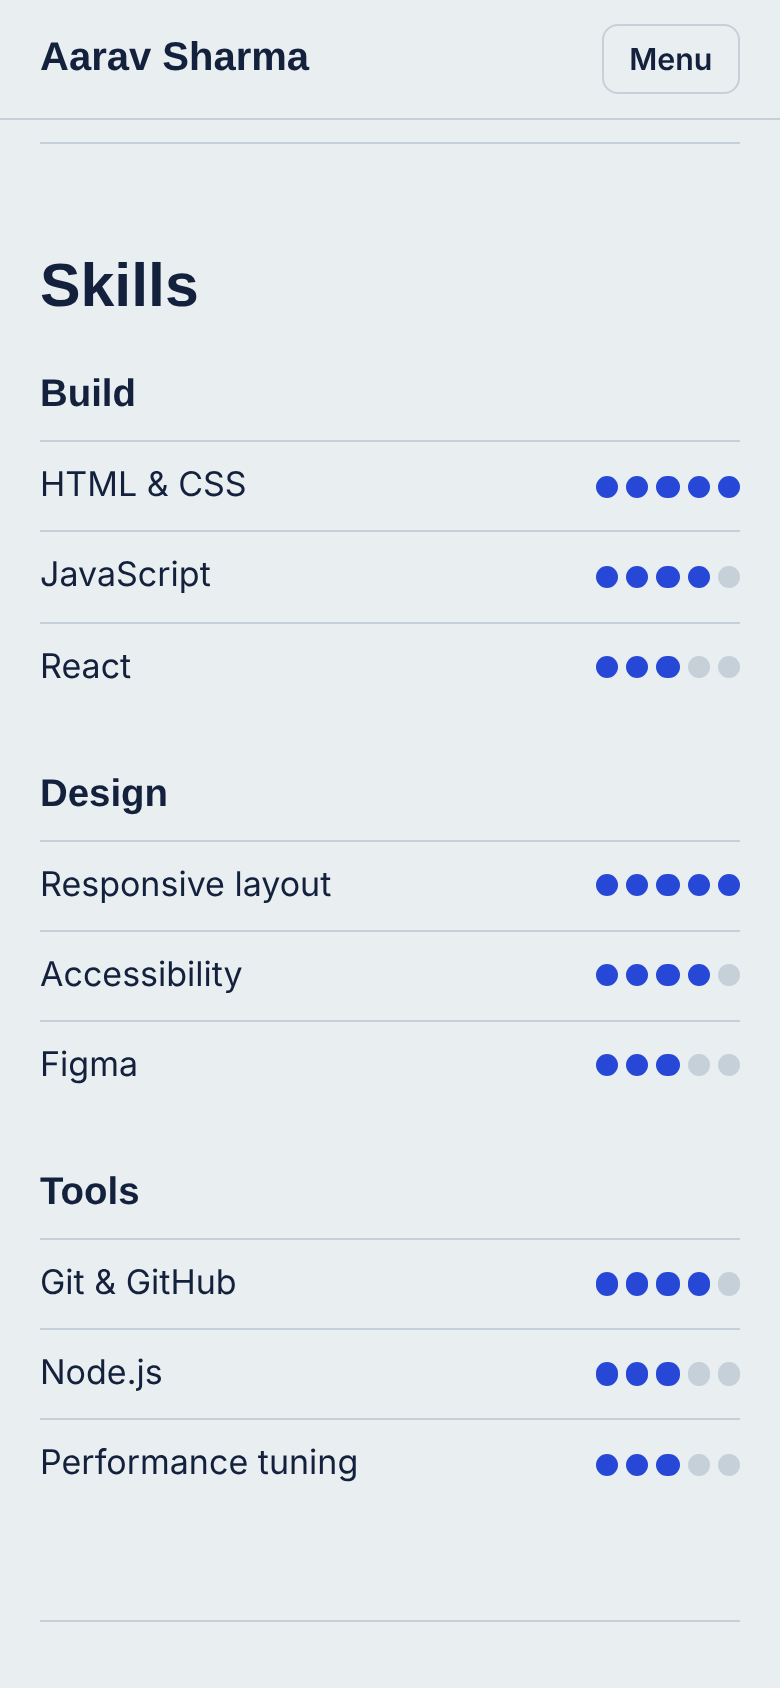 Aarav Sharma
Menu
Skills
Build
HTML & CSS
JavaScript
React
Design
Responsive layout
Accessibility
Figma
Tools
Git & GitHub
Node.js
Performance tuning